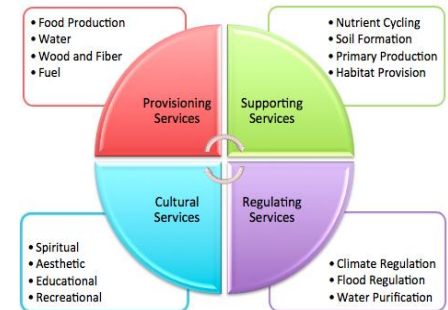 • Food Production
• Water
• Wood and Fiber
• Fuel
• Nutrient Cycling
• Soil Formation
• Primary Production
• Habitat Provision
Provisioning
Services
Supporting
Services
Cultural
Services
Regulating
Services
• Spiritual
• Aesthetic
• Educational
• Recreational
• Climate Regulation
• Flood Regulation
• Water Purification